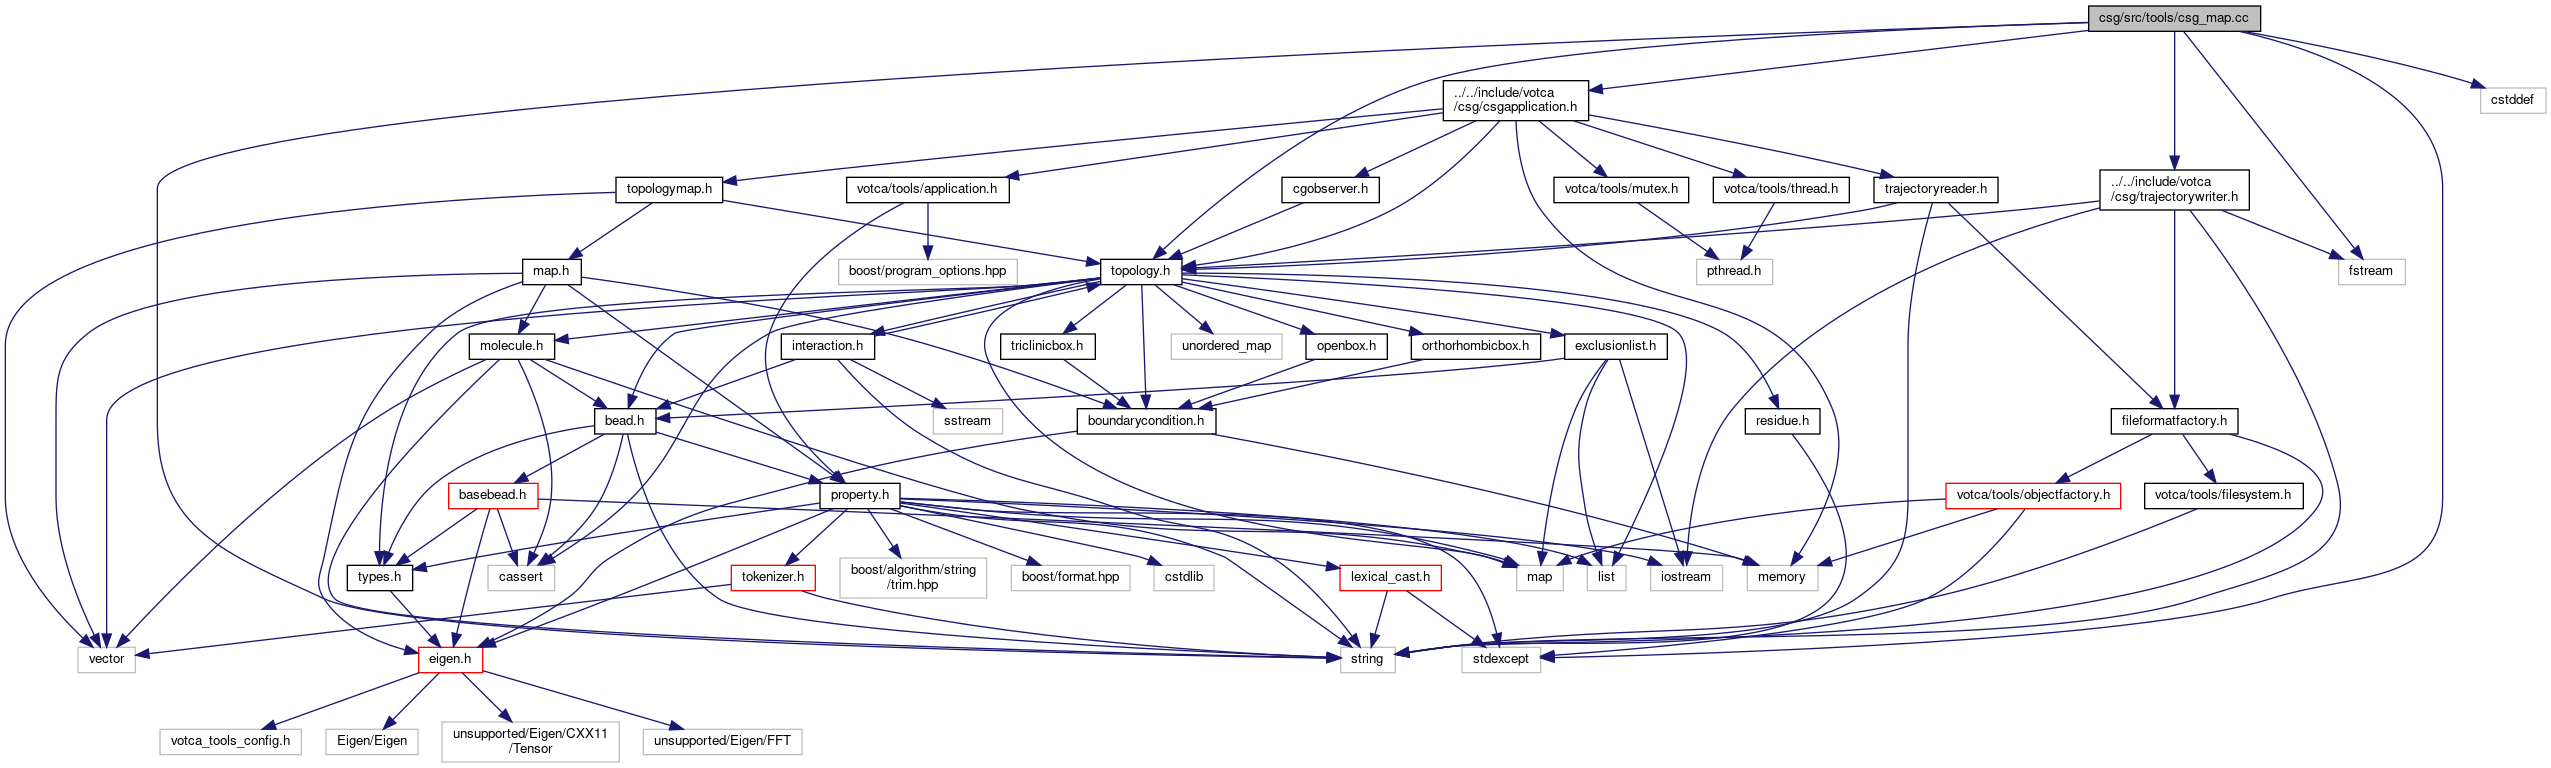 csg/src/tools/csg_map.cc
../../include/votca
/csg/csgapplication.h
cstddef
topologymap.h
votca/tools/application.h
cgobserver.h
votca/tools/mutex.h
votca/tools/thread.h
trajectoryreader.h
../../include/votca
/csg/trajectorywriter.h
map.h
boost/program_options.hpp
topology.h
pthread.h
fstream
molecule.h
interaction.h
triclinicbox.h
unordered_map
openbox.h
orthorhombicbox.h
exclusionlist.h
bead.h
sstream
boundarycondition.h
residue.h
fileformatfactory.h
basebead.h
property.h
votca/tools/objectfactory.h
votca/tools/filesystem.h
types.h
cassert
tokenizer.h
boost/algorithm/string
/trim.hpp
boost/format.hpp
cstdlib
lexical_cast.h
map
list
iostream
memory
vector
eigen.h
string
stdexcept
votca_tools_config.h
Eigen/Eigen
unsupported/Eigen/CXX11
/Tensor
unsupported/Eigen/FFT